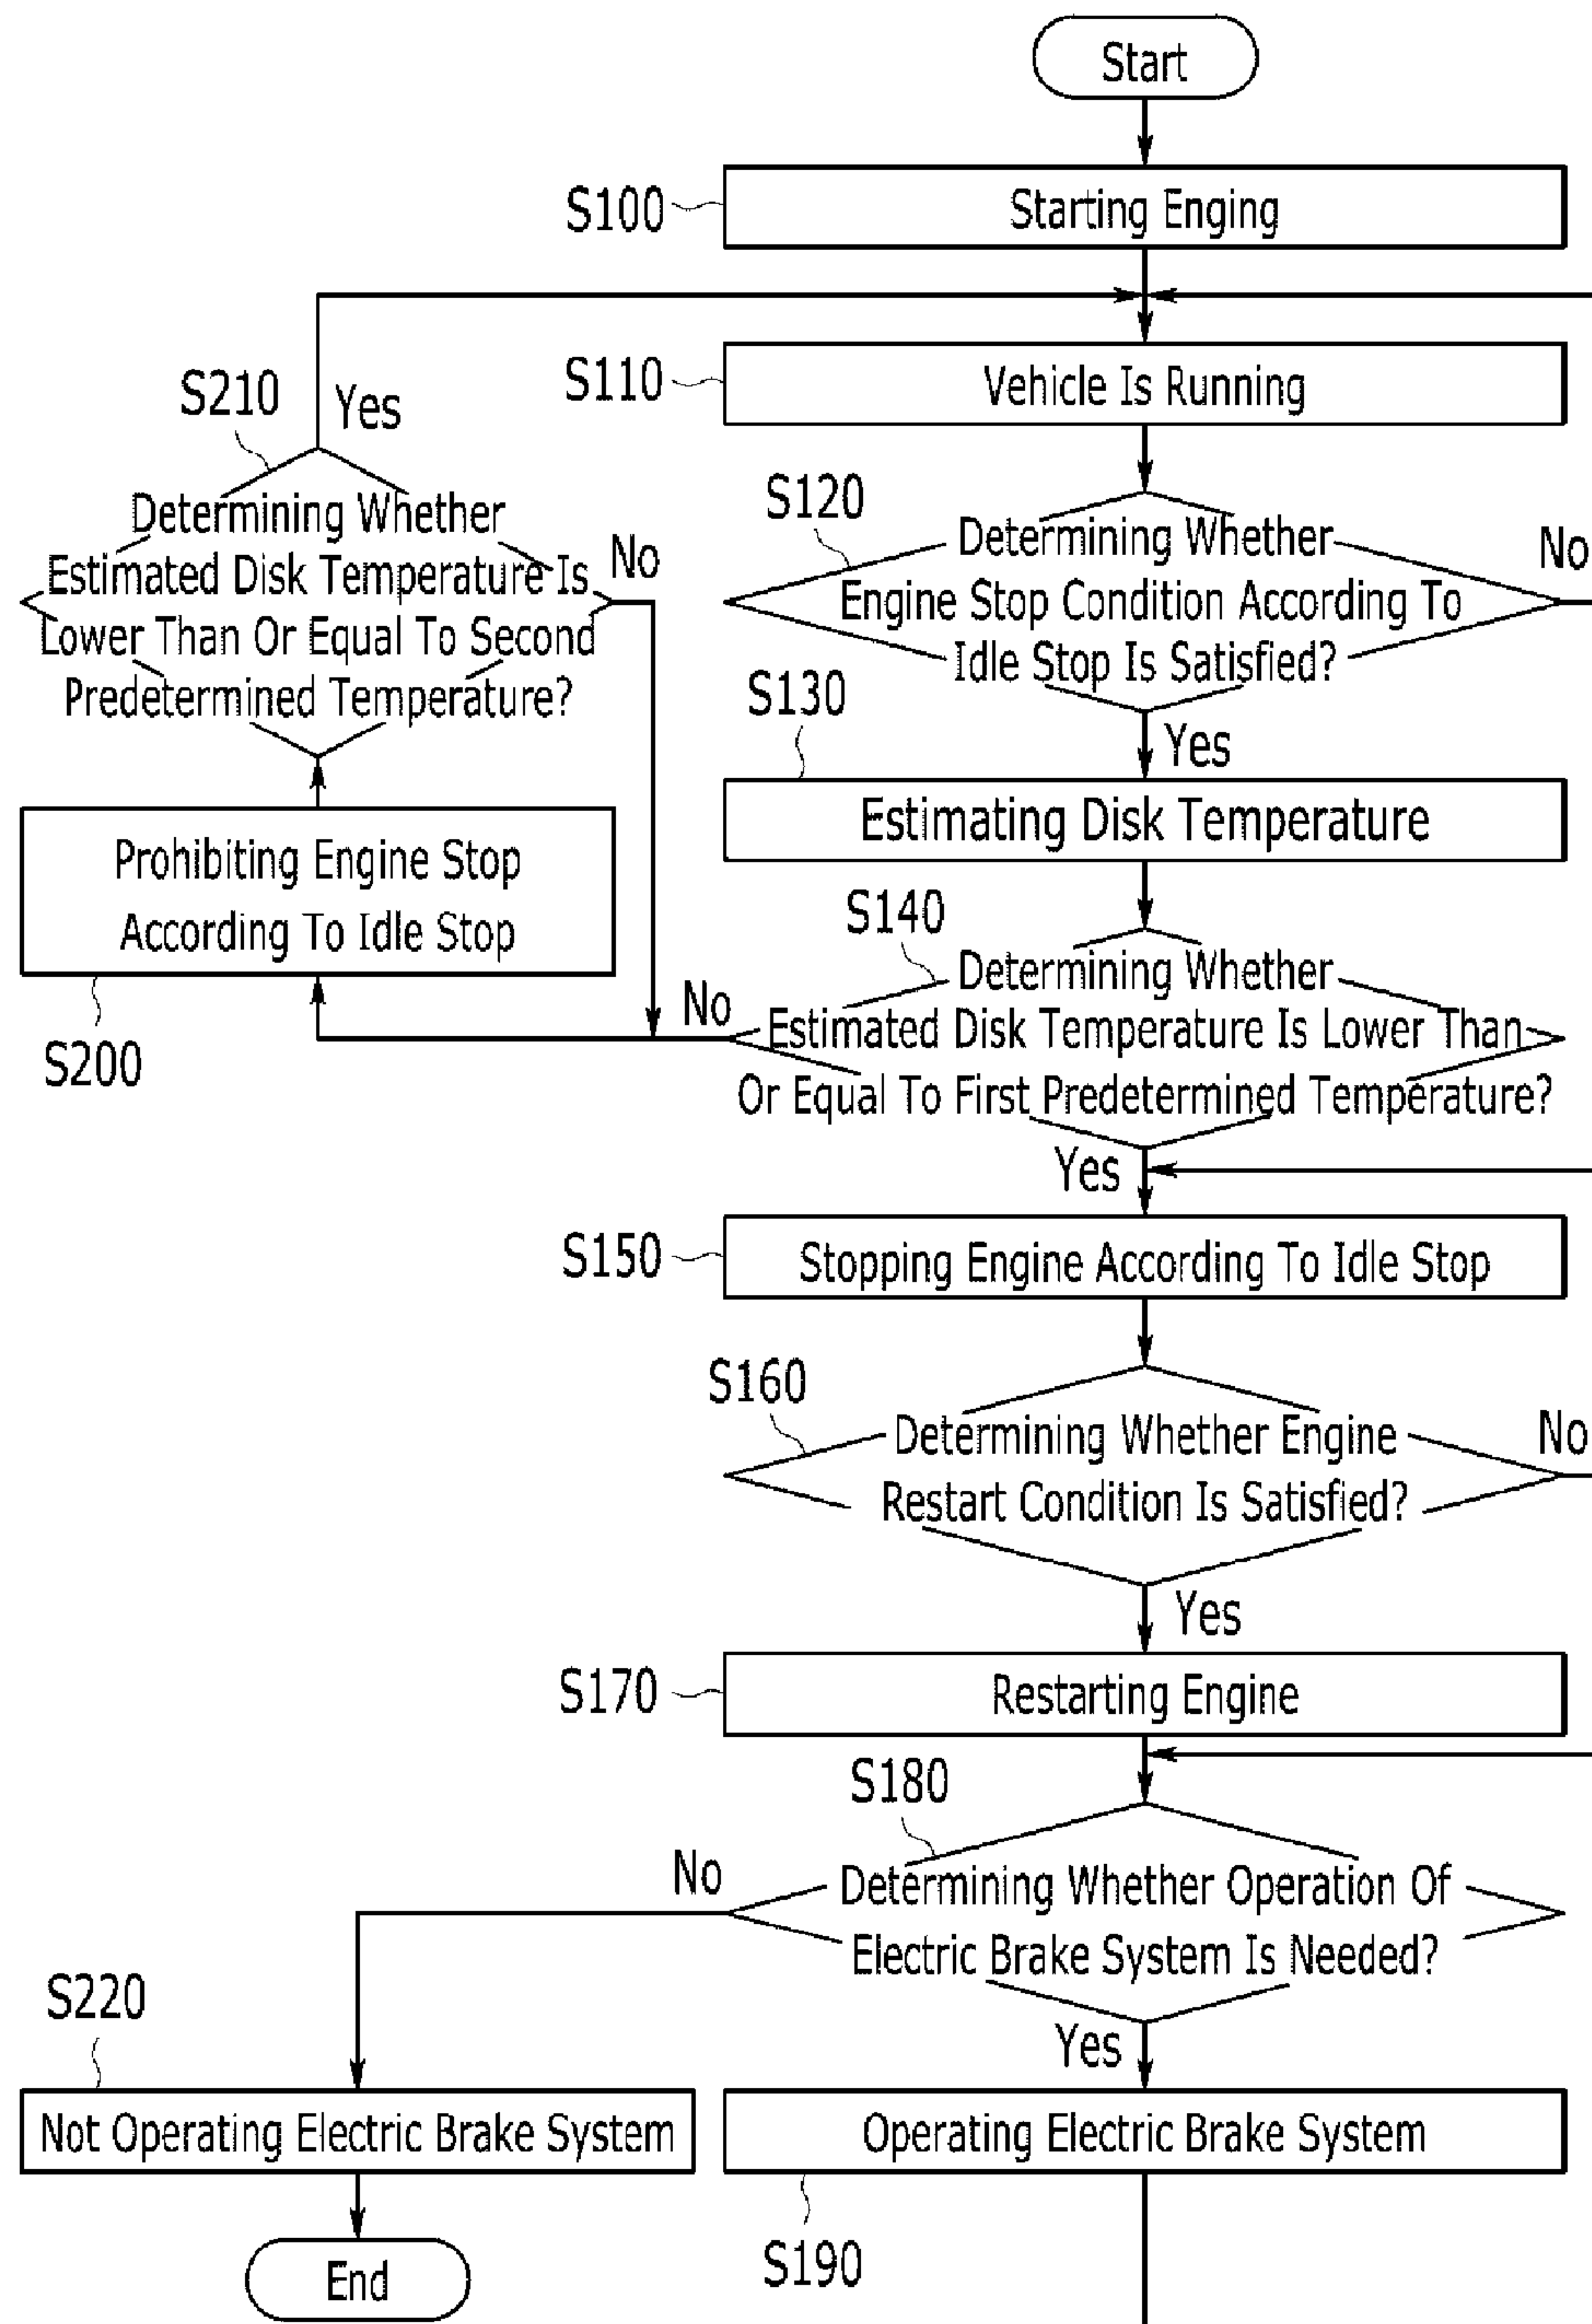 Start
S100
Starting Enging
S110
Vehicle Is Running
S210
Yes
Determining Whether
Estimated Disk Temperature Is
Lower Than Or Equal To Second
Predetermined Temperature?
No
S120
Determining Whether
Engine Stop Condition According To
Idle Stop Is Satisfied?
No
Yes
S130
Estimating Disk Temperature
Prohibiting Engine Stop
According To Idle Stop
S200
S140
No
Determining Whether
Estimated Disk Temperature Is Lower Than
Or Equal To First Predetermined Temperature?
Yes
S150
Stopping Engine According To Idle Stop
S160
Determining Whether Engine
Restart Condition Is Satisfied?
No
Yes
S170
Restarting Engine
S180
No
Determining Whether Operation Of
Electric Brake System Is Needed?
Yes
S220
Not Operating Electric Brake System
Operating Electric Brake System
S190
End